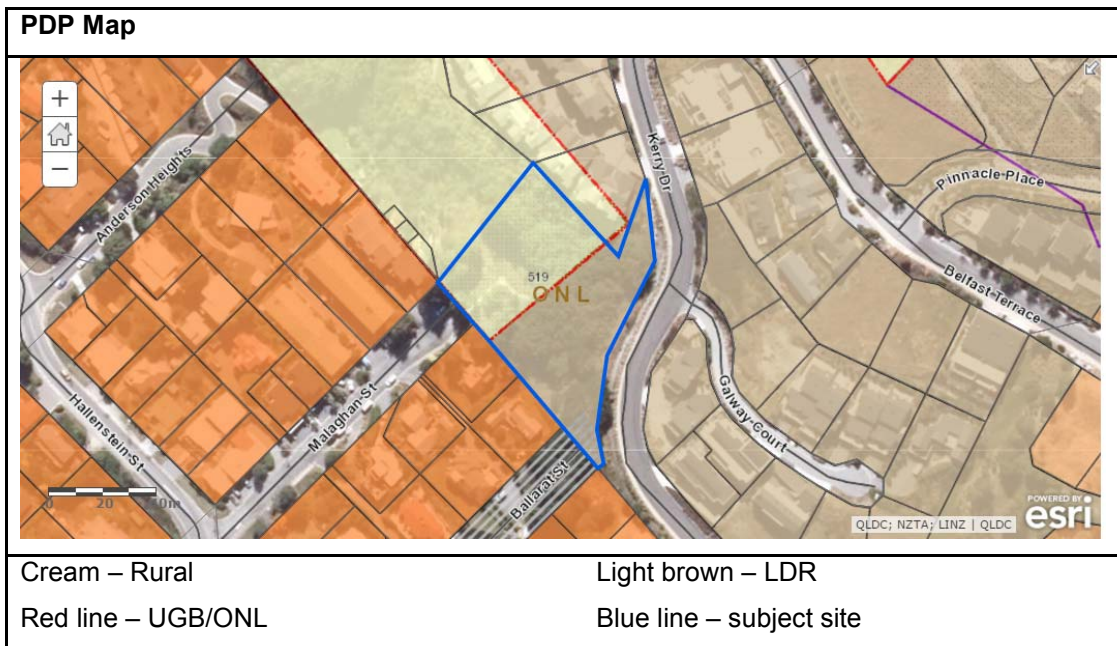 PDP Map
+
−
Anderson Heights
Kerry Dr
Pinnacle Place
Belfast Terrace
519
ONL
Malaghan St
Hallenstein St
Galway Court
Ballarat St
0 20
QLDC; NZTA; LINZ | QLDC
POWERED BY
esri
Cream – Rural
Light brown – LDR
Red line – UGB/ONL
Blue line – subject site